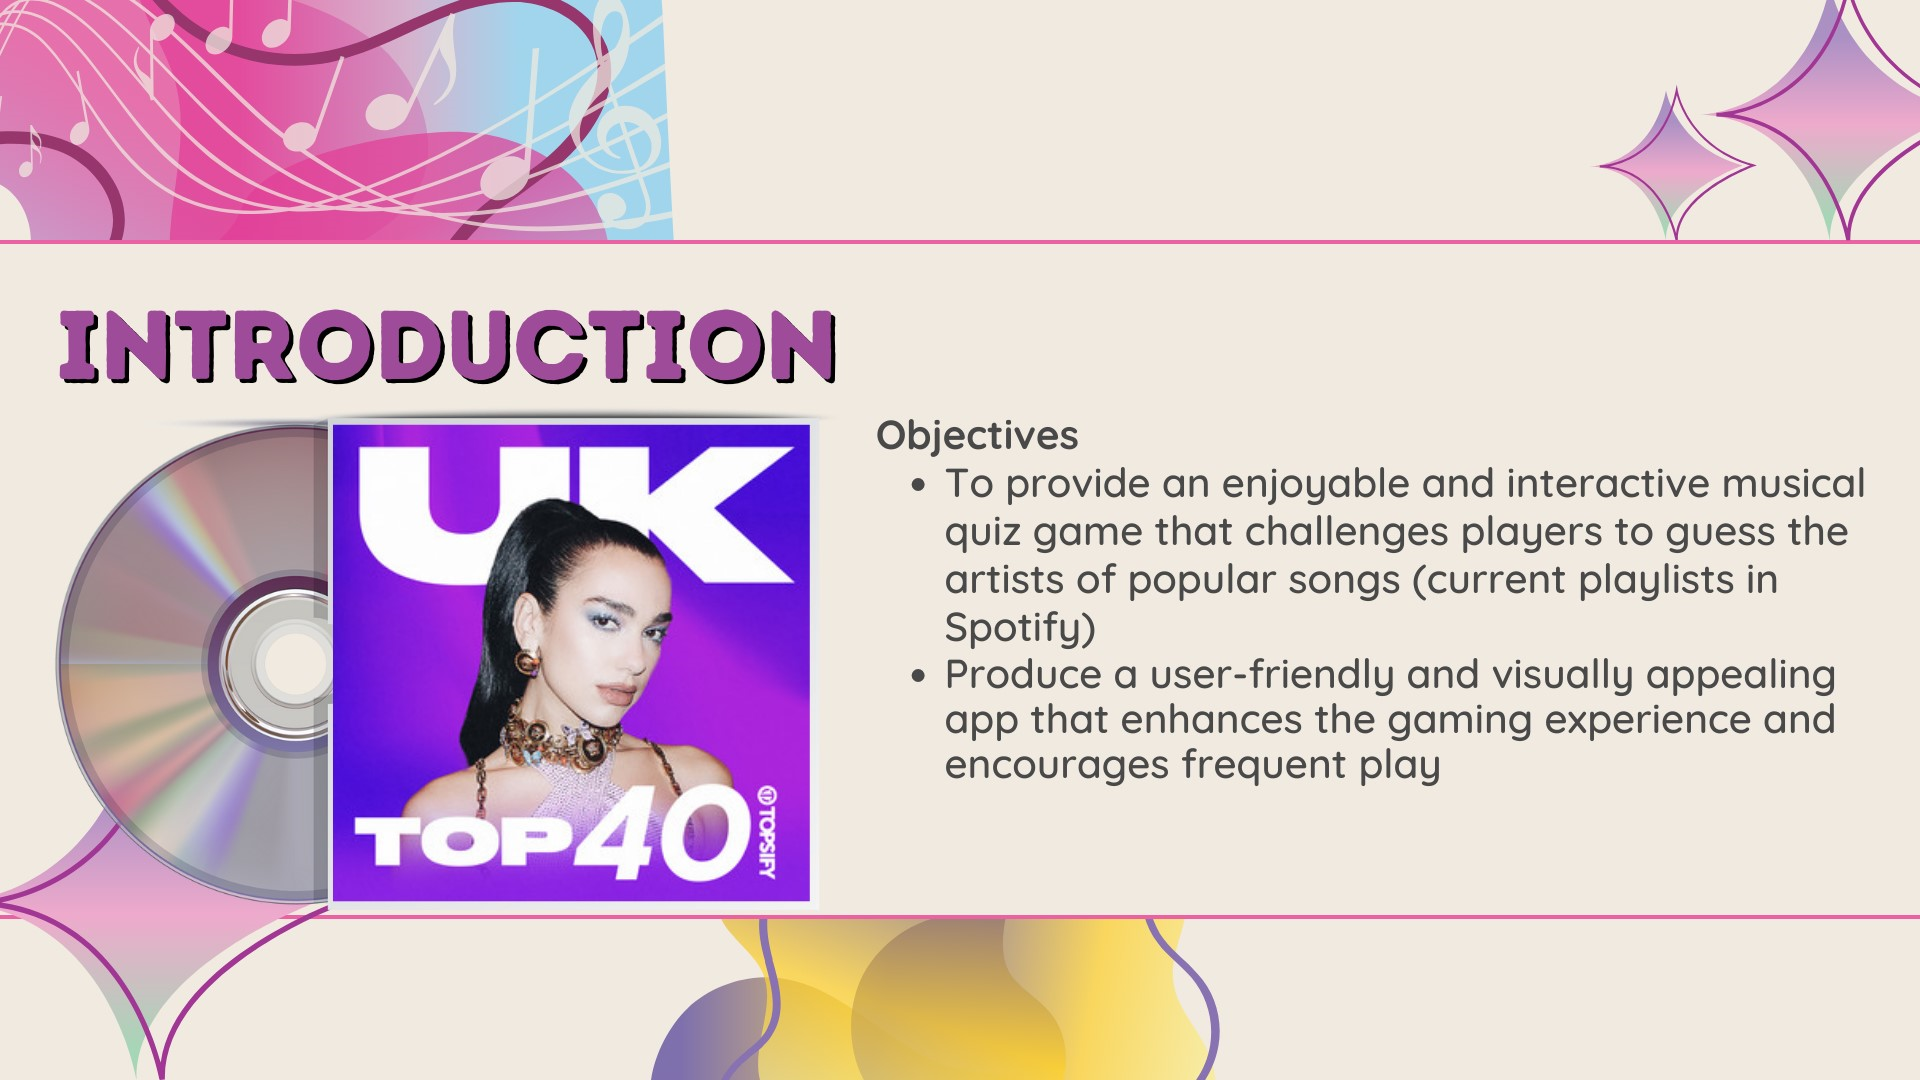 INTRODUCTION
UK
TOP 40
TOPSIFY
Objectives
• To provide an enjoyable and interactive musical
quiz game that challenges players to guess the
artists of popular songs (current playlists in
Spotify)
• Produce a user-friendly and visually appealing
app that enhances the gaming experience and
encourages frequent play